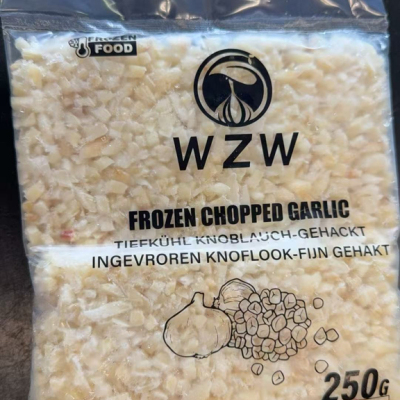 FROZEN
FOOD
WZW
FROZEN CHOPPED GARLIC
TIEFKÜHL KNOBLAUCH-GEHACKT
INGEVROREN KNOFLOOK-FIJN GEHAKT
250G